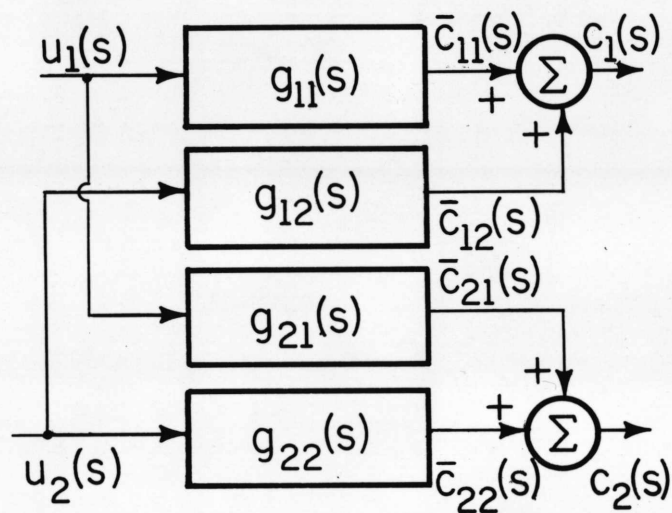 u₁(s)
g₁₁(s)
c̄₁₁(s)
+
Σ
c₁(s)
+
g₁₂(s)
c̄₁₂(s)
g₂₁(s)
c̄₂₁(s)
+
u₂(s)
g₂₂(s)
+
c̄₂₂(s)
Σ
c₂(s)